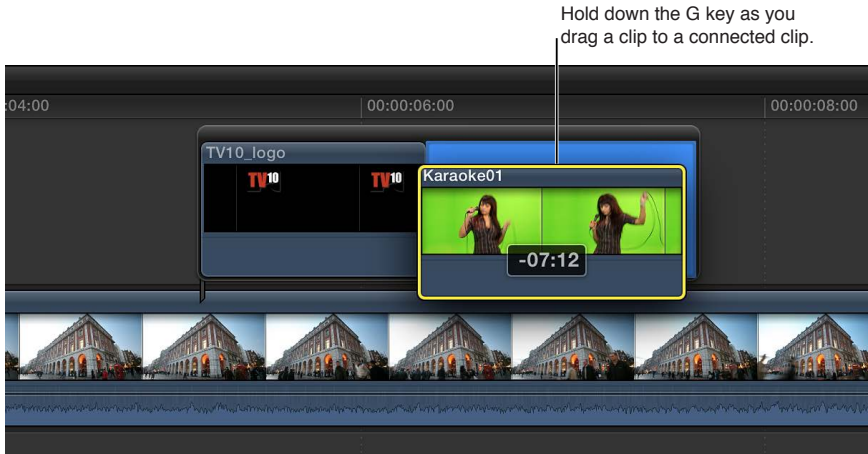 Hold down the G key as you
drag a clip to a connected clip.
:04:00
00:00:06:00
00:00:08:00
TV10_logo
TV10
TV10
Karaoke01
-07:12